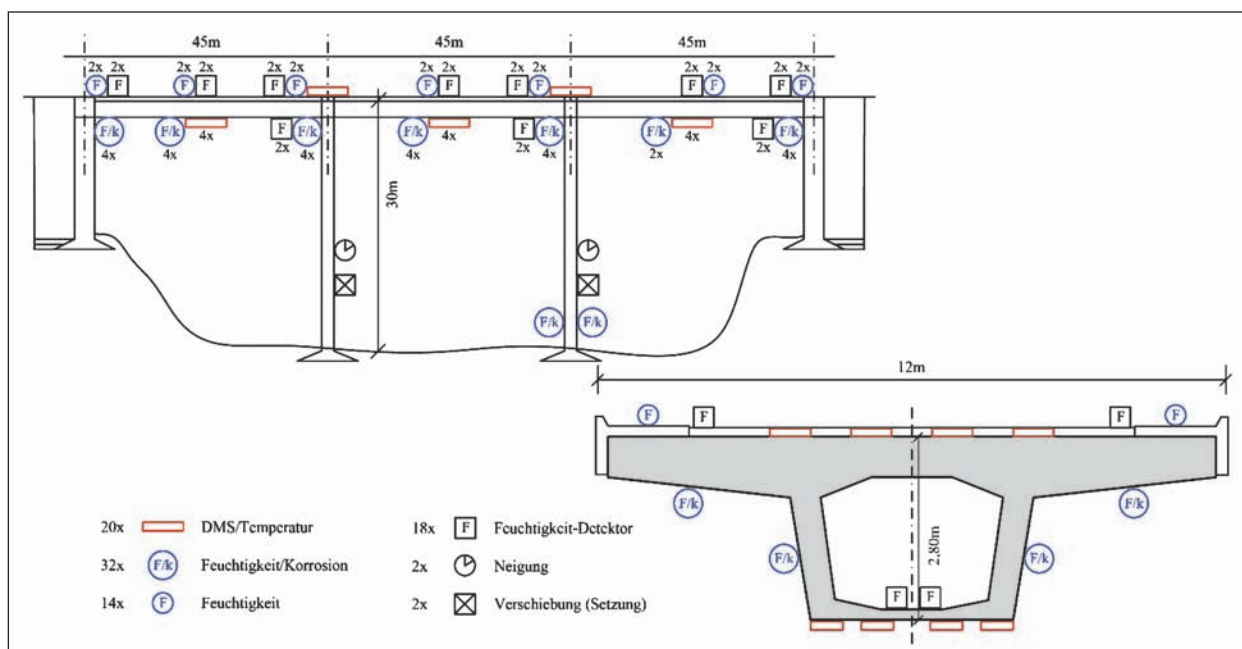 45m 45m 45m
2x 2x 2x 2x 2x 2x 2x 2x 2x 2x 2x 2x 2x 2x
F F F F F F F F F F F F F F
F/k F/k F F/k F/k F F/k F/k F F/k
4x 4x 4x 2x 4x 4x 4x 2x 4x 2x 4x 2x 4x
30m
F/k F/k
12m
F F F F
F/k F/k
F/k F/k
2.80m
F F
20x DMS/Temperatur
32x F/k Feuchtigkeit/Korrosion
14x F Feuchtigkeit
18x F Feuchtigkeit-Detektor
2x Neigung
2x Verschiebung (Setzung)